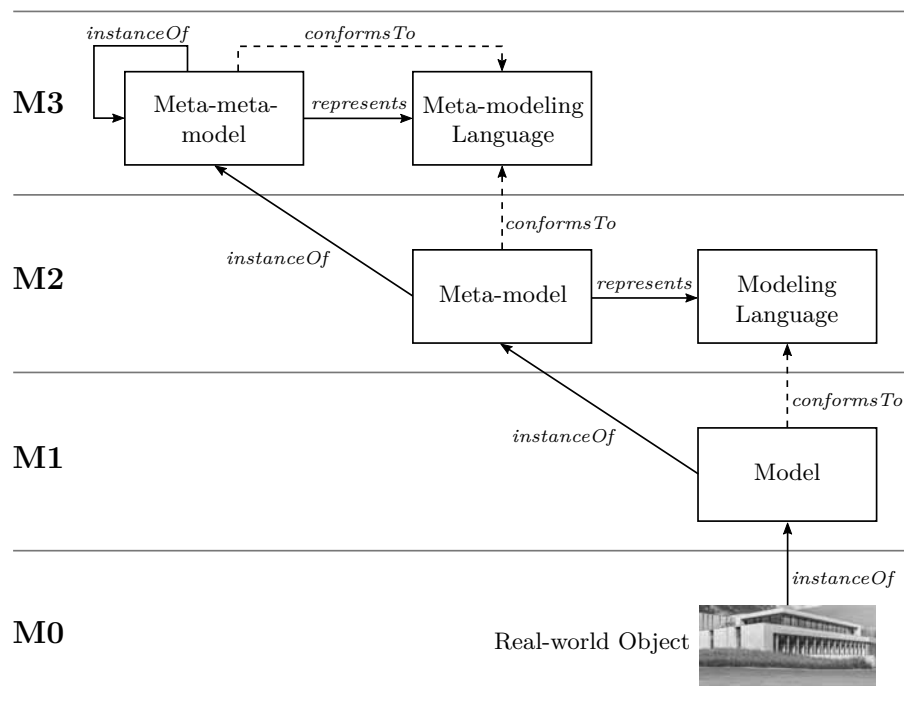 instanceOf
conformsTo
M3
Meta-meta-
model
represents
Meta-modeling
Language
conformsTo
instanceOf
M2
Meta-model
represents
Modeling
Language
conformsTo
instanceOf
M1
Model
instanceOf
M0
Real-world Object